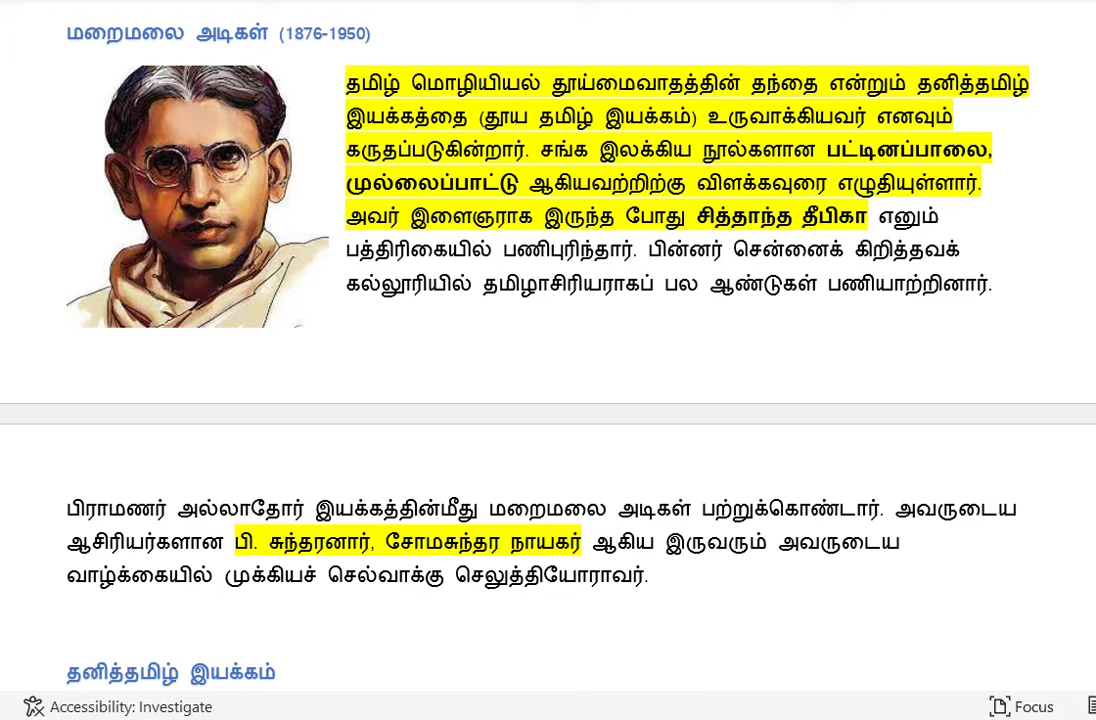 மறைமலை அடிகள் (1876-1950)
தமிழ் மொழியியல் தூய்மைவாதத்தின் தந்தை என்றும் தனித்தமிழ்
இயக்கத்தை (தூய தமிழ் இயக்கம்) உருவாக்கியவர் எனவும்
கருதப்படுகின்றார். சங்க இலக்கிய நூல்களான பட்டினப்பாலை,
முல்லைப்பாட்டு ஆகியவற்றிற்கு விளக்கவுரை எழுதியுள்ளார்.
அவர் இளைஞராக இருந்த போது சித்தாந்த தீபிகா எனும்
பத்திரிகையில் பணிபுரிந்தார். பின்னர் சென்னைக் கிறித்தவக்
கல்லூரியில் தமிழாசிரியராகப் பல ஆண்டுகள் பணியாற்றினார்.
பிராமணர் அல்லாதோர் இயக்கத்தின்மீது மறைமலை அடிகள் பற்றுக்கொண்டார். அவருடைய
ஆசிரியர்களான பி. சுந்தரனார், சோமசுந்தர நாயகர் ஆகிய இருவரும் அவருடைய
வாழ்க்கையில் முக்கியச் செல்வாக்கு செலுத்தியோராவர்.
தனித்தமிழ் இயக்கம்
Accessibility: Investigate
Focus